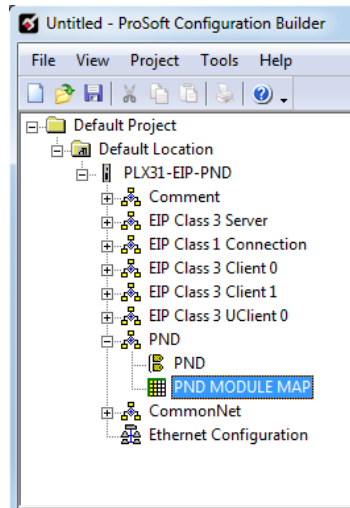 Untitled - ProSoft Configuration Builder
File View Project Tools Help
Default Project
Default Location
PLX31-EIP-PND
Comment
EIP Class 3 Server
EIP Class 1 Connection
EIP Class 3 Client 0
EIP Class 3 Client 1
EIP Class 3 UClient 0
PND
PND
PND MODULE MAP
CommonNet
Ethernet Configuration